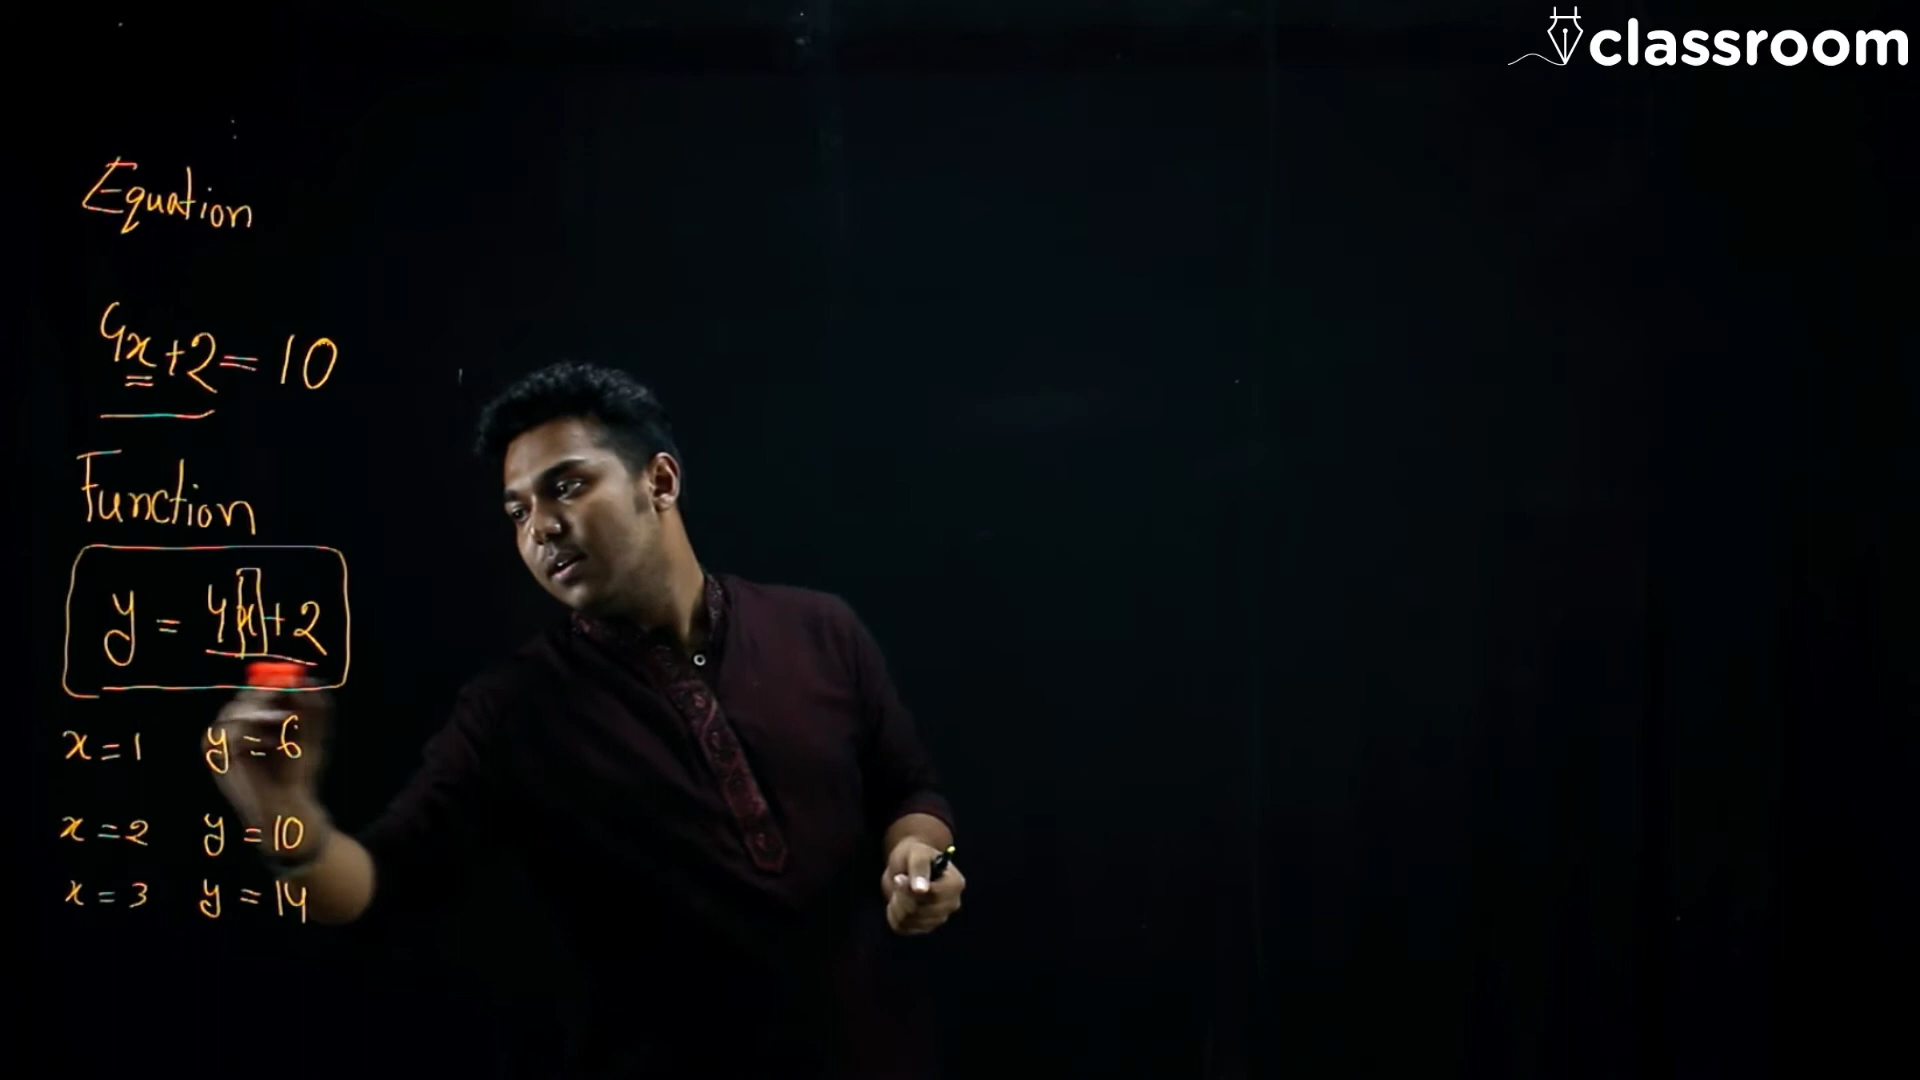 classroom
Equation
4x+2=10
Function
y = 4x+2
x=1 y=6
x=2 y=10
x=3 y=14